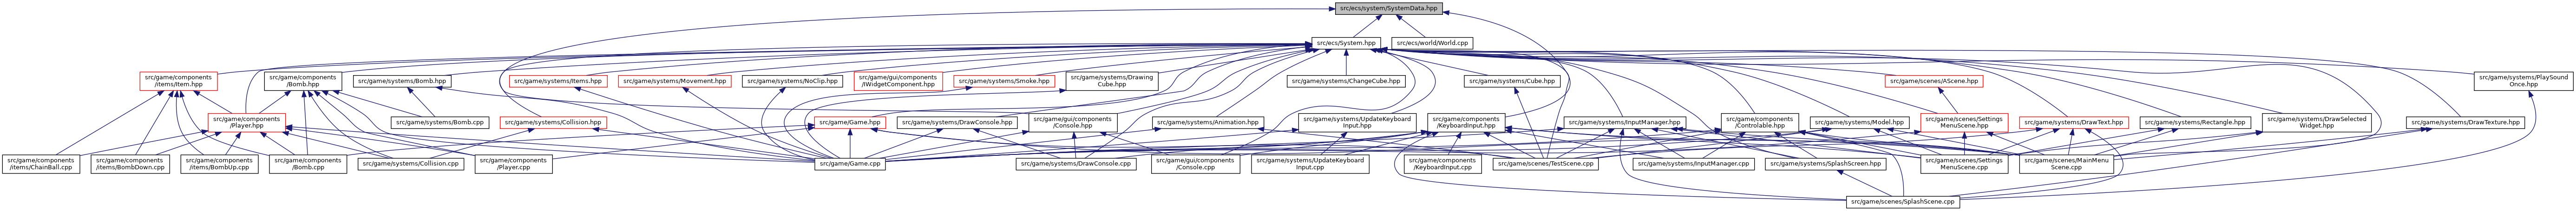 src/ecs/system/SystemData.hpp
src/ecs/System.hpp
src/ecs/world/World.cpp
src/game/components
/items/Item.hpp
src/game/components
/Bomb.hpp
src/game/systems/Bomb.hpp
src/game/systems/Items.hpp
src/game/systems/Movement.hpp
src/game/systems/NoClip.hpp
src/game/gui/components
/IWidgetComponent.hpp
src/game/systems/Smoke.hpp
src/game/systems/Drawing
Cube.hpp
src/game/systems/ChangeCube.hpp
src/game/systems/Cube.hpp
src/game/scenes/AScene.hpp
src/game/systems/PlaySound
Once.hpp
src/game/components
/Player.hpp
src/game/systems/Bomb.cpp
src/game/systems/Collision.hpp
src/game/Game.hpp
src/game/systems/DrawConsole.hpp
src/game/gui/components
/Console.hpp
src/game/systems/Animation.hpp
src/game/systems/UpdateKeyboard
Input.hpp
src/game/components
/KeyboardInput.hpp
src/game/systems/InputManager.hpp
src/game/components
/Controlable.hpp
src/game/systems/Model.hpp
src/game/scenes/Settings
MenuScene.hpp
src/game/systems/DrawText.hpp
src/game/systems/Rectangle.hpp
src/game/systems/DrawSelected
Widget.hpp
src/game/systems/DrawTexture.hpp
src/game/components
/items/ChainBall.cpp
src/game/components
/items/BombDown.cpp
src/game/components
/items/BombUp.cpp
src/game/components
/Bomb.cpp
src/game/systems/Collision.cpp
src/game/components
/Player.cpp
src/game/Game.cpp
src/game/systems/DrawConsole.cpp
src/game/gui/components
/Console.cpp
src/game/systems/UpdateKeyboard
Input.cpp
src/game/components
/KeyboardInput.cpp
src/game/scenes/TestScene.cpp
src/game/systems/InputManager.cpp
src/game/systems/SplashScreen.hpp
src/game/scenes/Settings
MenuScene.cpp
src/game/scenes/MainMenu
Scene.cpp
src/game/scenes/SplashScene.cpp